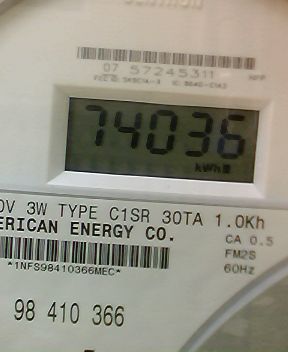 07 57245311
74036
kWh
0V 3W TYPE C1SR 30TA 1.0Kh
ERICAN ENERGY CO.
CA 0.5
FM2S
60Hz
*1NFS98410366MEC*
98 410 366